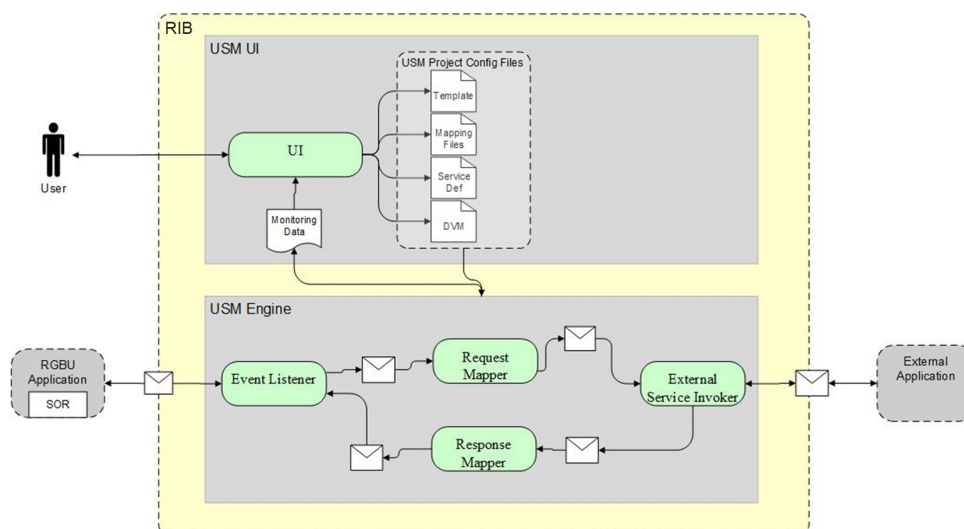 RIB
USM UI
USM Project Config Files
Template
Mapping
Files
Service
Def
DVM
UI
User
Monitoring
Data
USM Engine
RGBU
Application
SOR
Event Listener
Request
Mapper
External
Service Invoker
Response
Mapper
External
Application